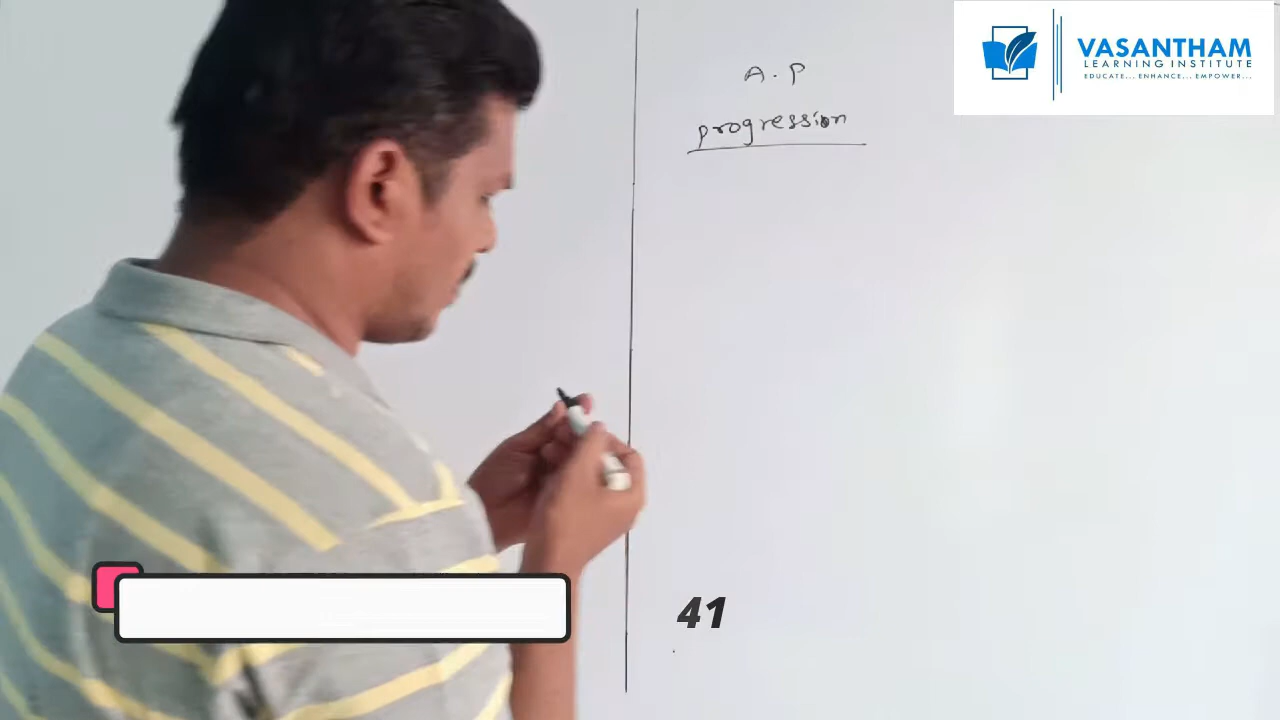 A.P
progression
VASANTHAM
LEARNING INSTITUTE
EDUCATE... ENHANCE... EMPOWER...
41